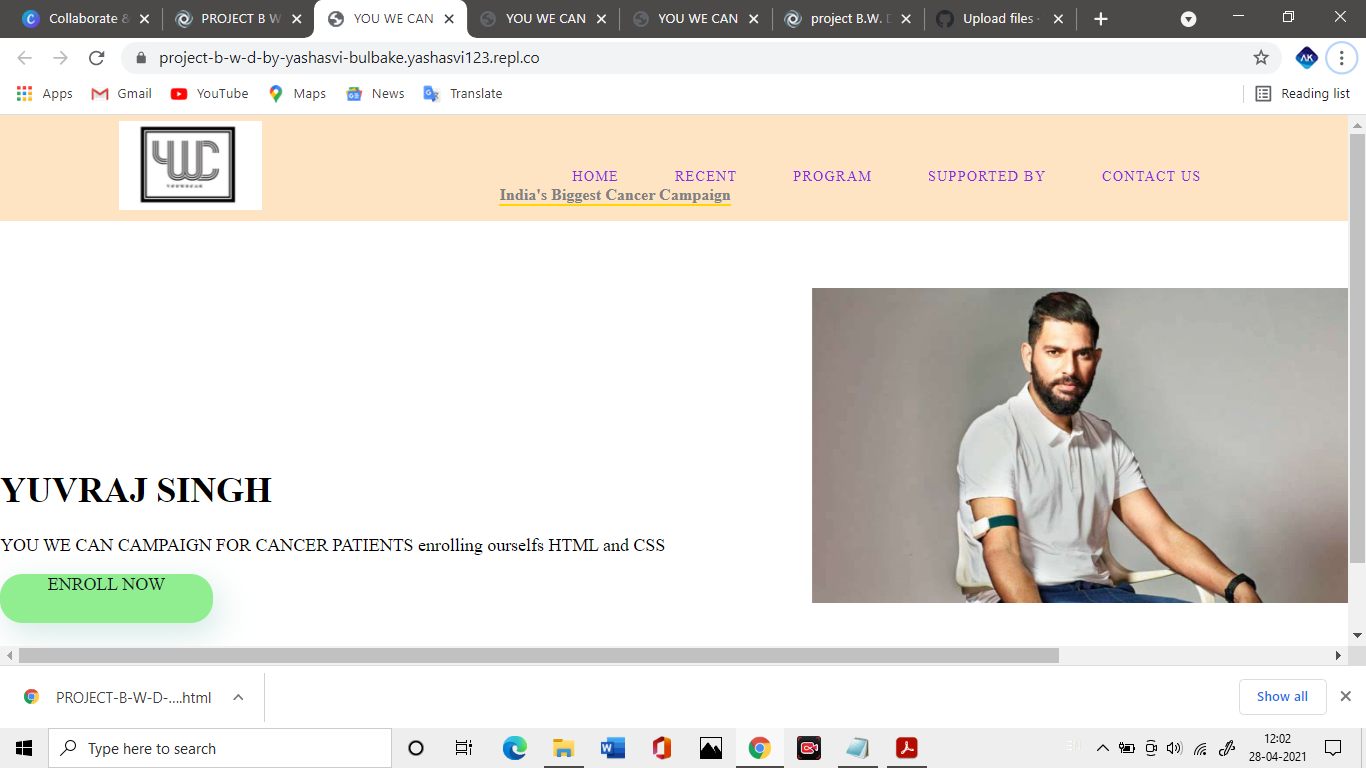 Collaborate &
PROJECT B W
YOU WE CAN
YOU WE CAN
YOU WE CAN
project B.W. D
Upload files
project-b-w-d-by-yashasvi-bulbake.yashasvi123.repl.co
Apps
Gmail
YouTube
Maps
News
Translate
Reading list
YWC
HOME
RECENT
PROGRAM
SUPPORTED BY
CONTACT US
India's Biggest Cancer Campaign
YUVRAJ SINGH
YOU WE CAN CAMPAIGN FOR CANCER PATIENTS enrolling ourselfs HTML and CSS
ENROLL NOW
PROJECT-B-W-D-....html
Show all
Type here to search
12:02
28-04-2021